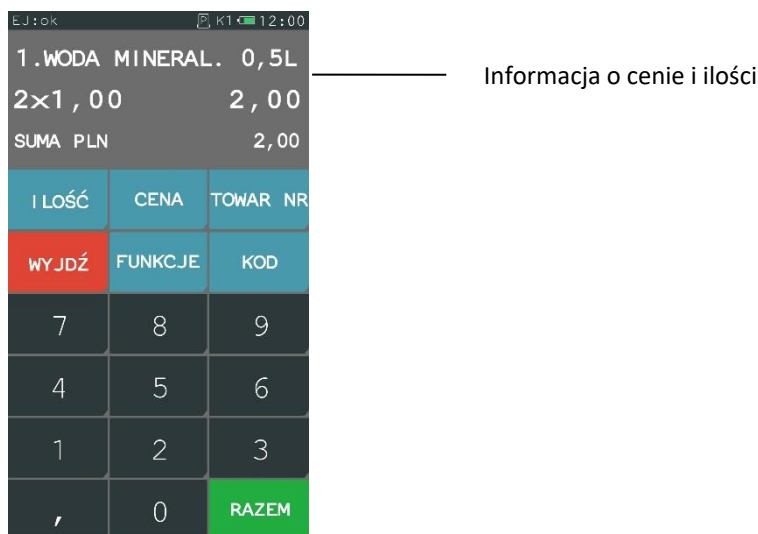 EJ:ok P K1 12:00
1.WODA MINERAL. 0,5L
2x1,00 2,00
SUMA PLN 2,00
Informacja o cenie i ilości
ILOŚĆ CENA TOWAR NR
WYJDŹ FUNKCJE KOD
7 8 9
4 5 6
1 2 3
, 0 RAZEM